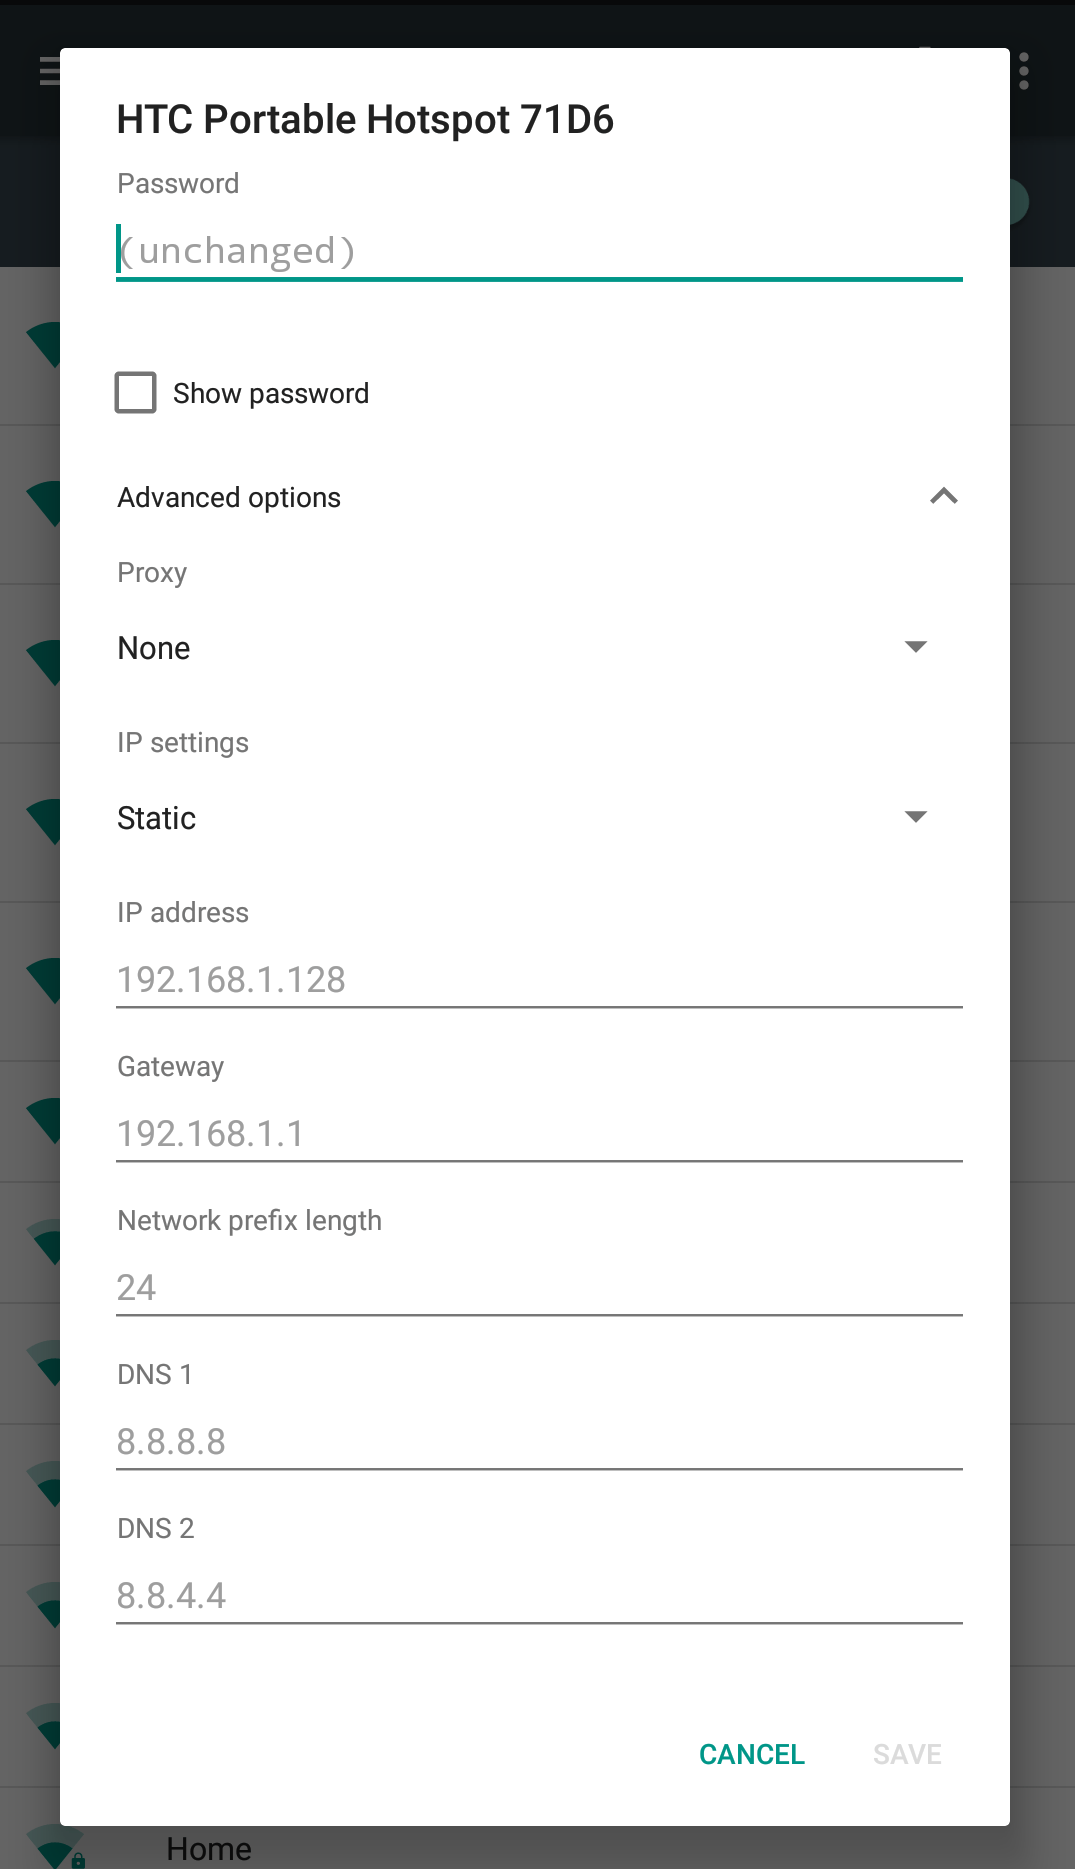 HTC Portable Hotspot 71D6
Password
(unchanged)
Show password
Advanced options
Proxy
None
IP settings
Static
IP address
192.168.1.128
Gateway
192.168.1.1
Network prefix length
24
DNS 1
8.8.8.8
DNS 2
8.8.4.4
CANCEL SAVE
Home